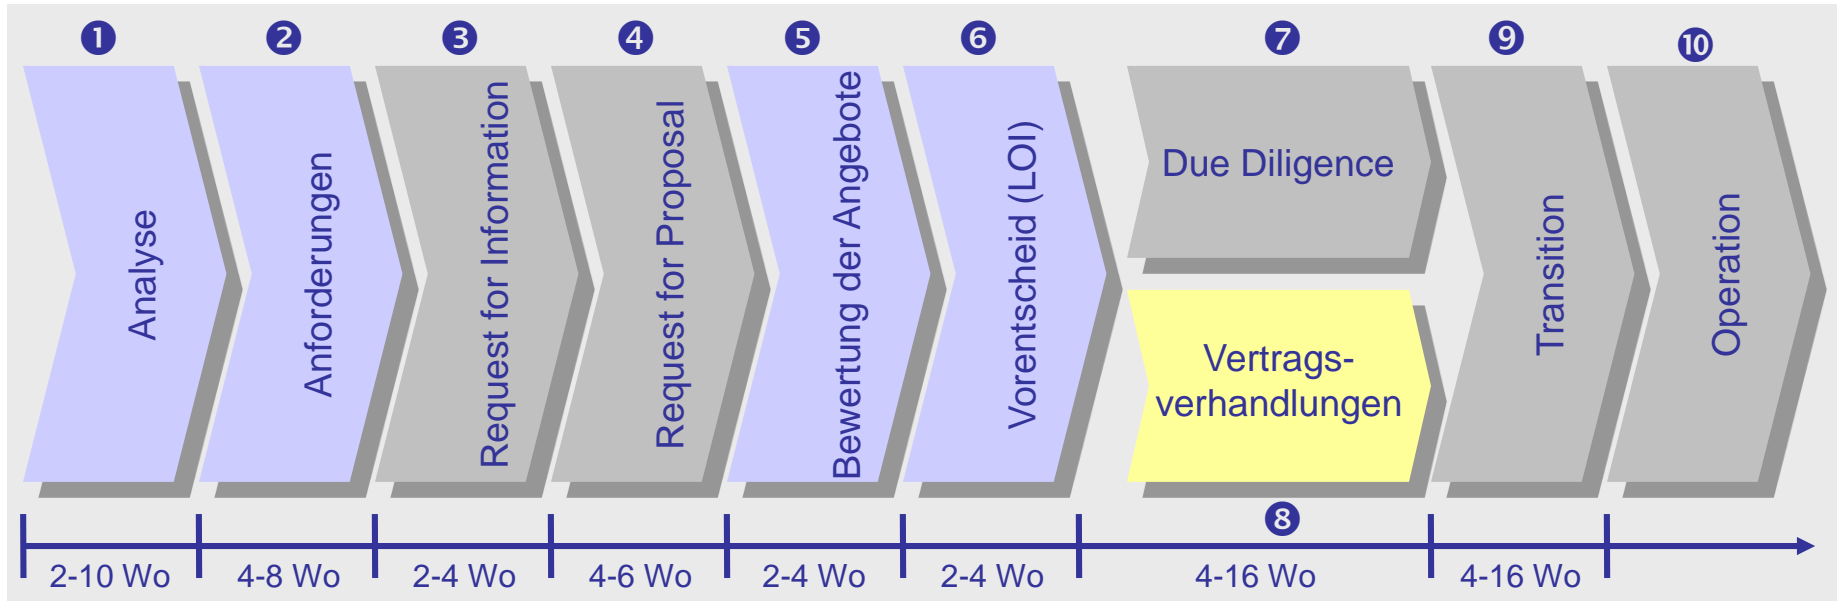 ❶
❷
❸
❹
❺
❻
❼
❾
❿
Analyse
Anforderungen
Request for Information
Request for Proposal
Bewertung der Angebote
Vorentscheid (LOI)
Due Diligence
Vertrags-
verhandlungen
Transition
Operation
❽
2-10 Wo
4-8 Wo
2-4 Wo
4-6 Wo
2-4 Wo
2-4 Wo
4-16 Wo
4-16 Wo